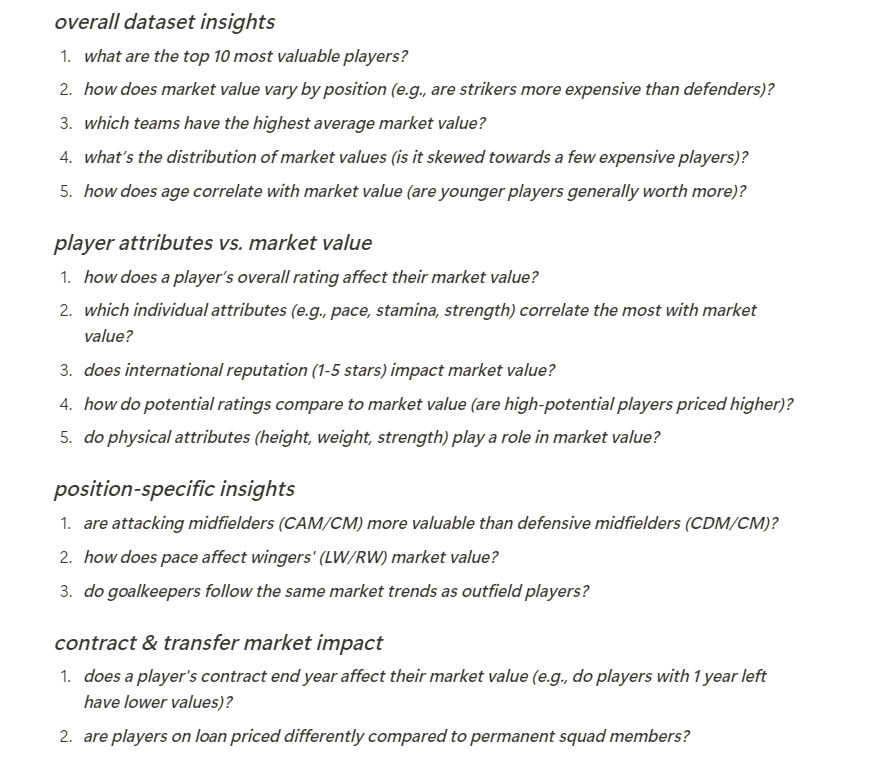 overall dataset insights
1. what are the top 10 most valuable players?
2. how does market value vary by position (e.g., are strikers more expensive than defenders)?
3. which teams have the highest average market value?
4. what's the distribution of market values (is it skewed towards a few expensive players)?
5. how does age correlate with market value (are younger players generally worth more)?
player attributes vs. market value
1. how does a player's overall rating affect their market value?
2. which individual attributes (e.g., pace, stamina, strength) correlate the most with market
value?
3. does international reputation (1-5 stars) impact market value?
4. how do potential ratings compare to market value (are high-potential players priced higher)?
5. do physical attributes (height, weight, strength) play a role in market value?
position-specific insights
1. are attacking midfielders (CAM/CM) more valuable than defensive midfielders (CDM/CM)?
2. how does pace affect wingers' (LW/RW) market value?
3. do goalkeepers follow the same market trends as outfield players?
contract & transfer market impact
1. does a player's contract end year affect their market value (e.g., do players with 1 year left
have lower values)?
2. are players on loan priced differently compared to permanent squad members?